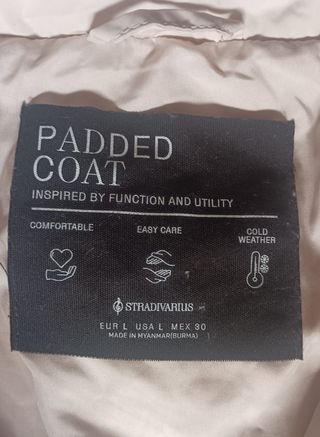 PADDED
COAT
INSPIRED BY FUNCTION AND UTILITY
COMFORTABLE
EASY CARE
COLD
WEATHER
STRADIVARIUS
EUR L USA L MEX 30
MADE IN MYANMAR(BURMA)